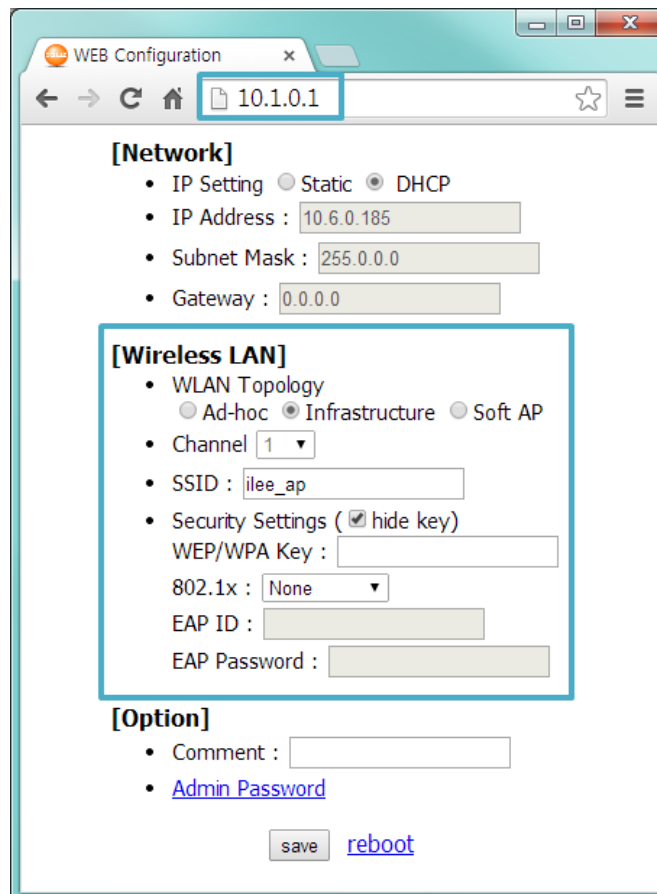 WEB Configuration
10.1.0.1
[Network]
• IP Setting Static DHCP
• IP Address : 10.6.0.185
• Subnet Mask : 255.0.0.0
• Gateway : 0.0.0.0
[Wireless LAN]
• WLAN Topology
Ad-hoc Infrastructure Soft AP
• Channel 1
• SSID : ilee_ap
• Security Settings ( hide key)
WEP/WPA Key :
802.1x : None
EAP ID :
EAP Password :
[Option]
• Comment :
• Admin Password
save reboot